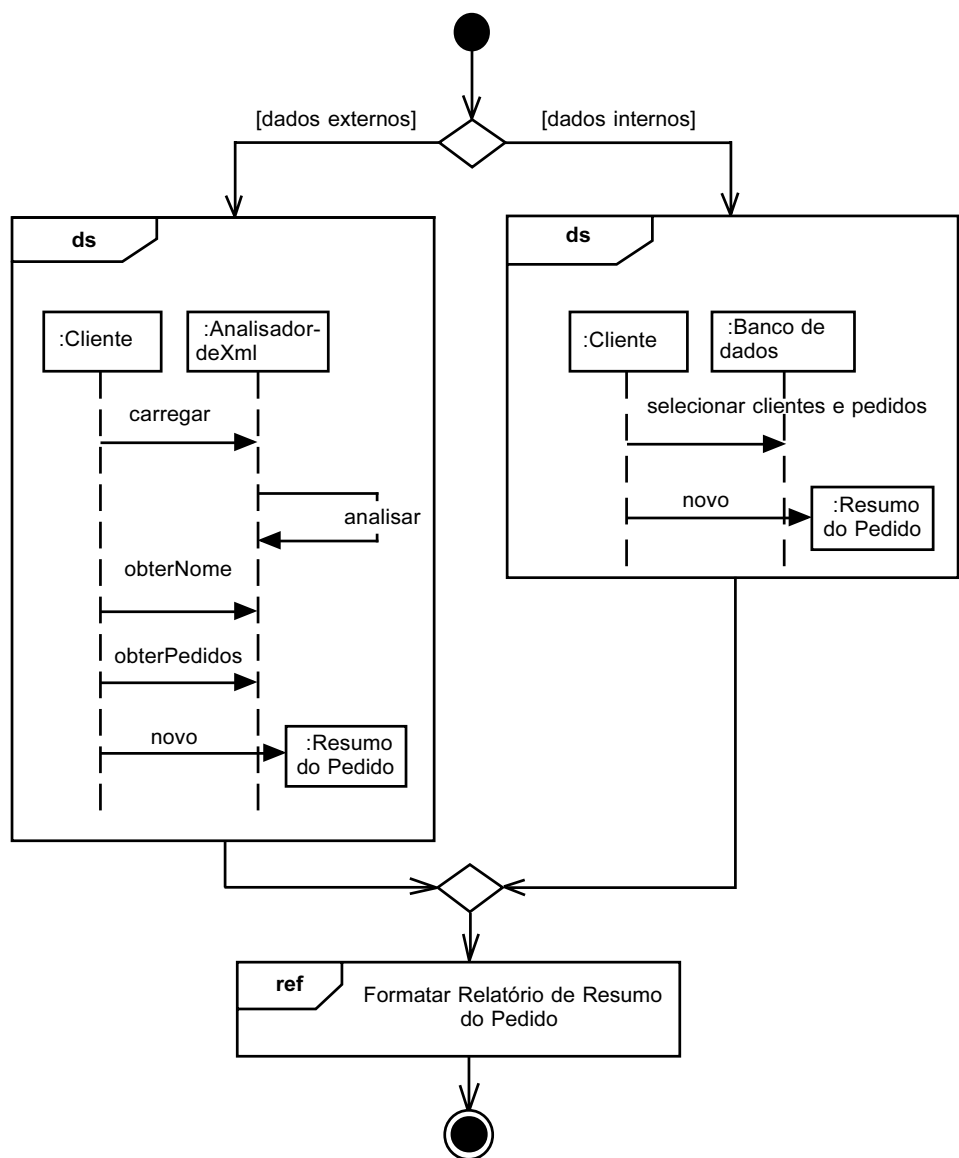 [dados externos]
[dados internos]
ds
:Cliente
:Analisador-
deXml
carregar
analisar
obterNome
obterPedidos
novo
:Resumo
do Pedido
ds
:Cliente
:Banco de
dados
selecionar clientes e pedidos
novo
:Resumo
do Pedido
ref
Formatar Relatório de Resumo
do Pedido